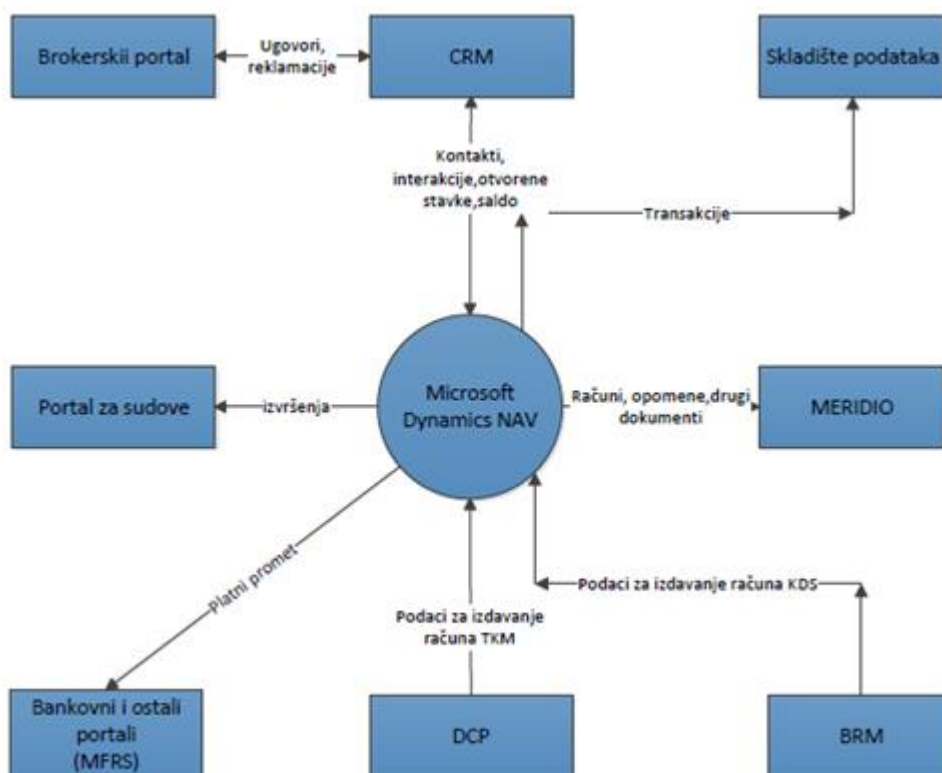 Brokerskii portal
Ugovori,
reklamacije
CRM
Skladište podataka
Kontakti,
interakcije,otvorene
stavke,saldo
Transakcije
Portal za sudove
izvršenja
Microsoft
Dynamics NAV
Računi, opomene,drugi
dokumenti
MERIDIO
Platni promet
Podaci za izdavanje
računa TKM
Podaci za izdavanje računa KDS
Bankovni i ostali
portali
(MFRS)
DCP
BRM